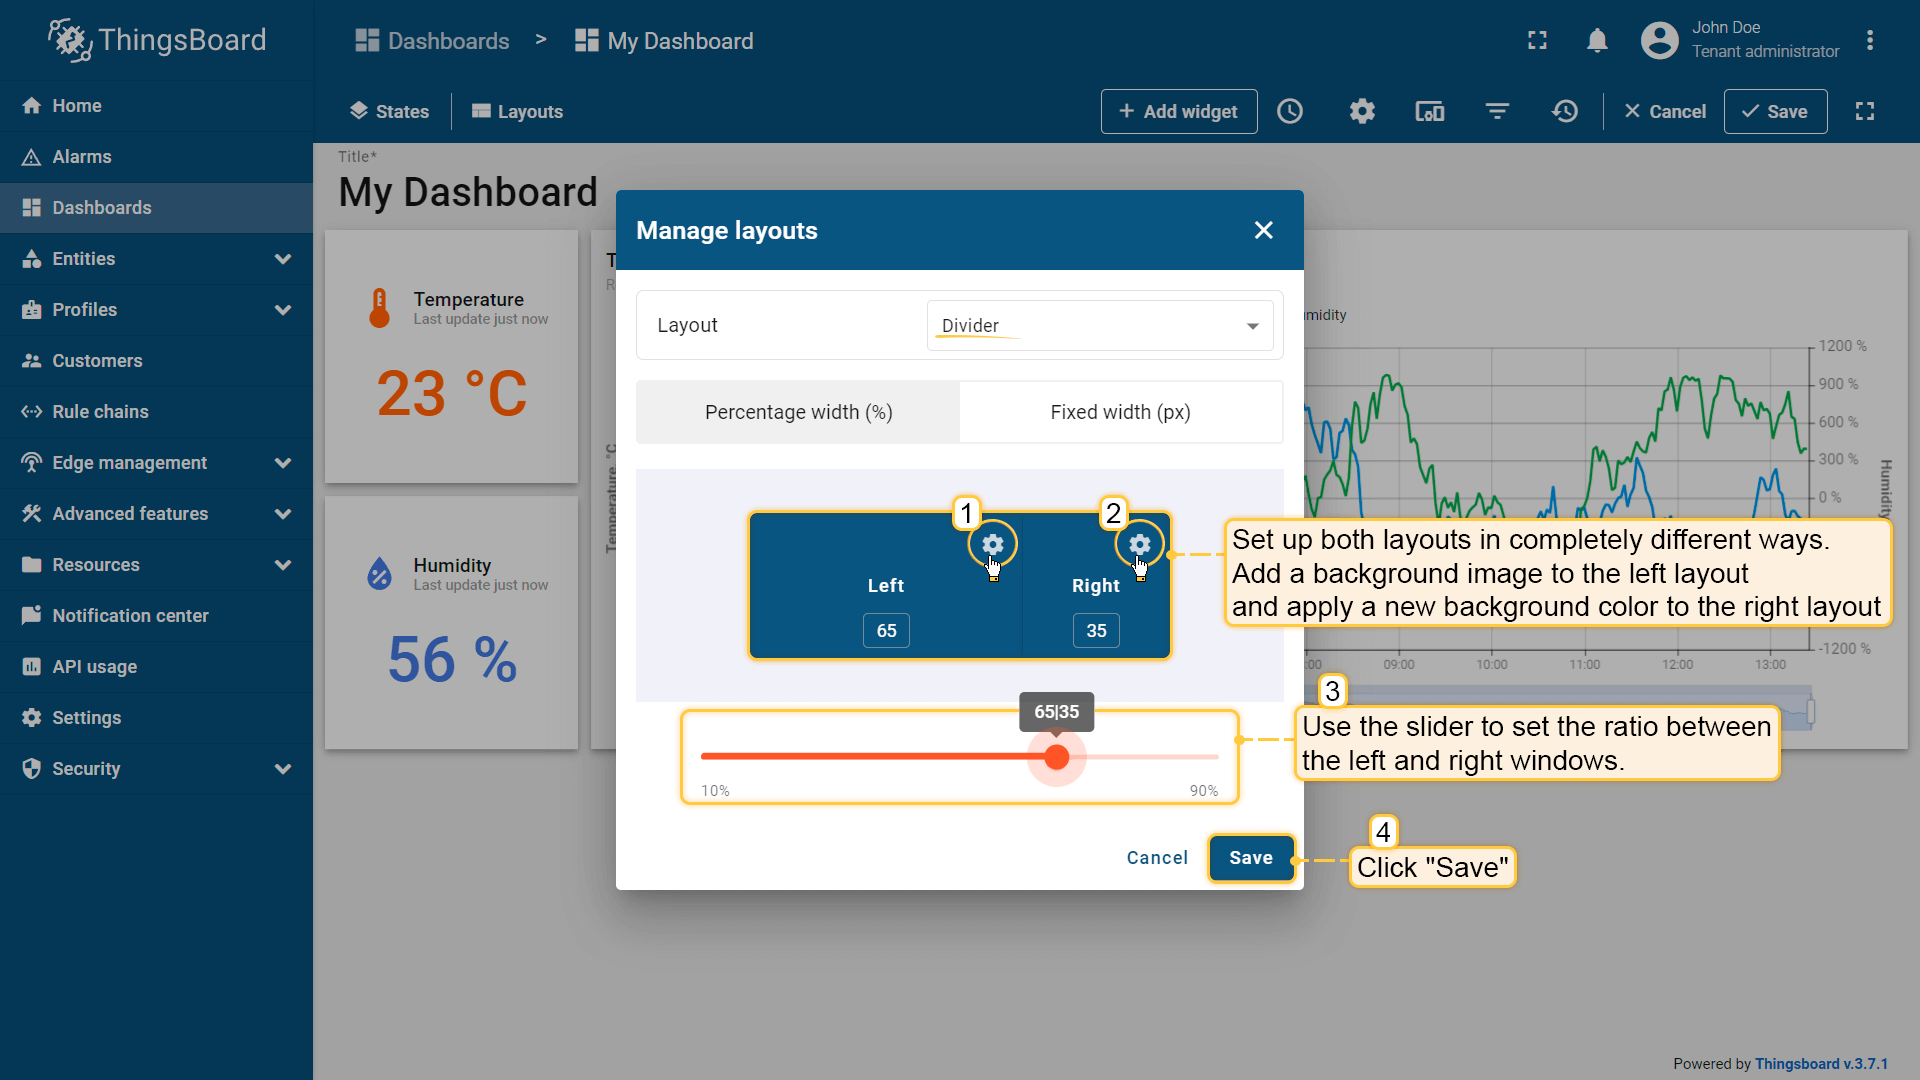 ThingsBoard
Dashboards > My Dashboard
John Doe
Tenant administrator
Home
Alarms
Dashboards
Entities
Profiles
Customers
Rule chains
Edge management
Advanced features
Resources
Notification center
API usage
Settings
Security
States
Layouts
+ Add widget
Cancel
Save
Title*
My Dashboard
Temperature
Last update just now
23 °C
Humidity
Last update just now
56 %
T
R
Temperature, °C
Manage layouts
Layout
Divider
Percentage width (%)
Fixed width (px)
1
2
Left
Right
65
35
65|35
10%
90%
Cancel
Save
midity
1200 %
900 %
600 %
300 %
0 %
-1200 %
Humidity
:00
09:00
10:00
11:00
12:00
13:00
Set up both layouts in completely different ways.
Add a background image to the left layout
and apply a new background color to the right layout
3
Use the slider to set the ratio between
the left and right windows.
4
Click "Save"
Powered by Thingsboard v.3.7.1